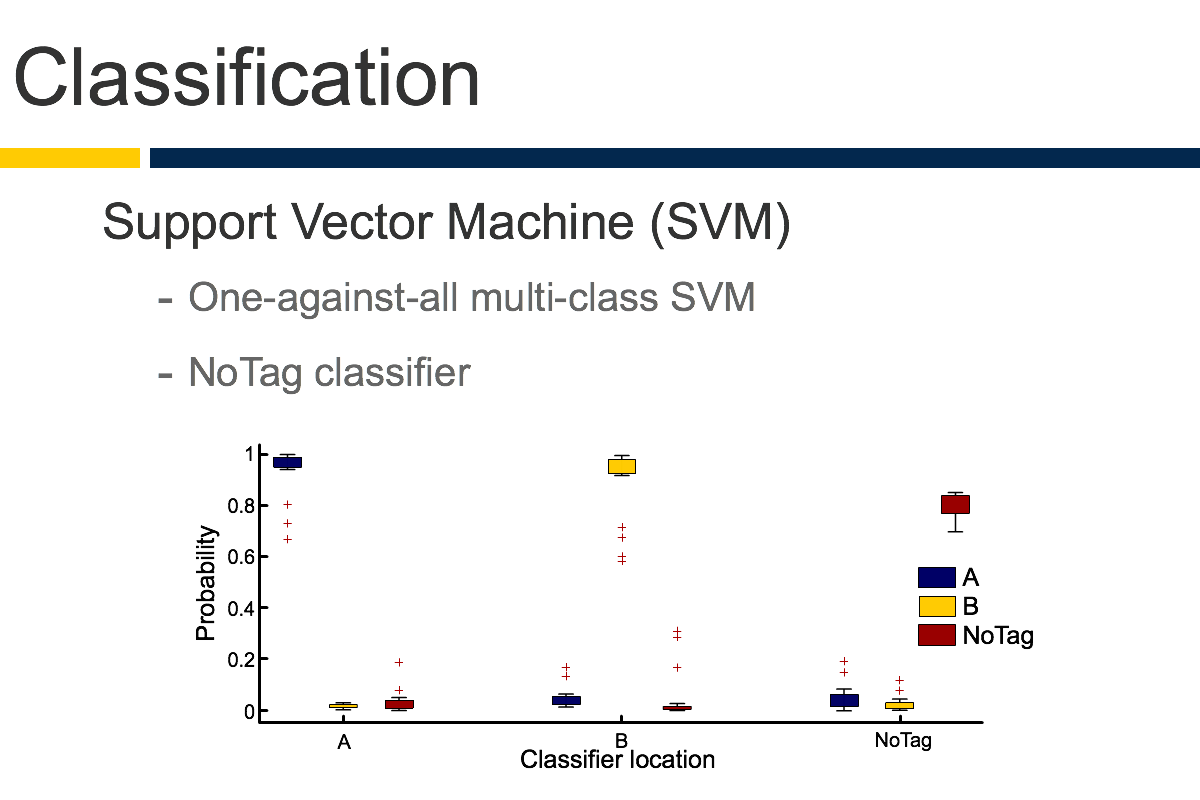 Classification
Support Vector Machine (SVM)
- One-against-all multi-class SVM
- NoTag classifier
1
0.8
0.6
0.4
0.2
0
Probability
A
B
NoTag
A
B
NoTag
Classifier location